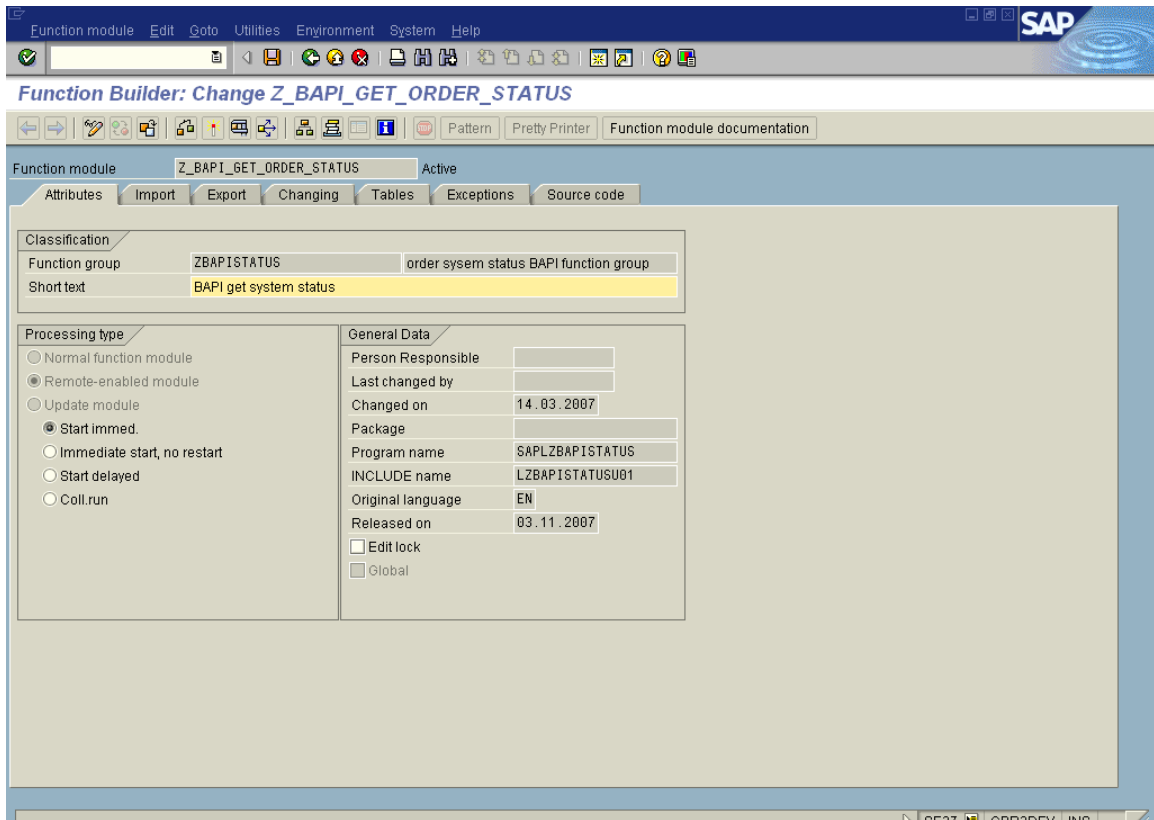 Function module Edit Goto Utilities Environment System Help
SAP
Function Builder: Change Z_BAPI_GET_ORDER_STATUS
Pattern Pretty Printer Function module documentation
Function module Z_BAPI_GET_ORDER_STATUS Active
Attributes Import Export Changing Tables Exceptions Source code
Classification
Function group ZBAPISTATUS order sysem status BAPI function group
Short text BAPI get system status
Processing type
Normal function module
Remote-enabled module
Update module
Start immed.
Immediate start, no restart
Start delayed
Coll.run
General Data
Person Responsible
Last changed by
Changed on 14.03.2007
Package
Program name SAPLZBAPISTATUS
INCLUDE name LZBAPISTATUSU01
Original language EN
Released on 03.11.2007
Edit lock
Global